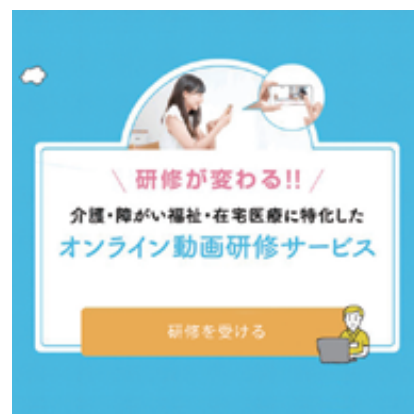 \ 研修が変わる!! /
介護・障がい福祉・在宅医療に特化した
オンライン動画研修サービス
研修を受ける